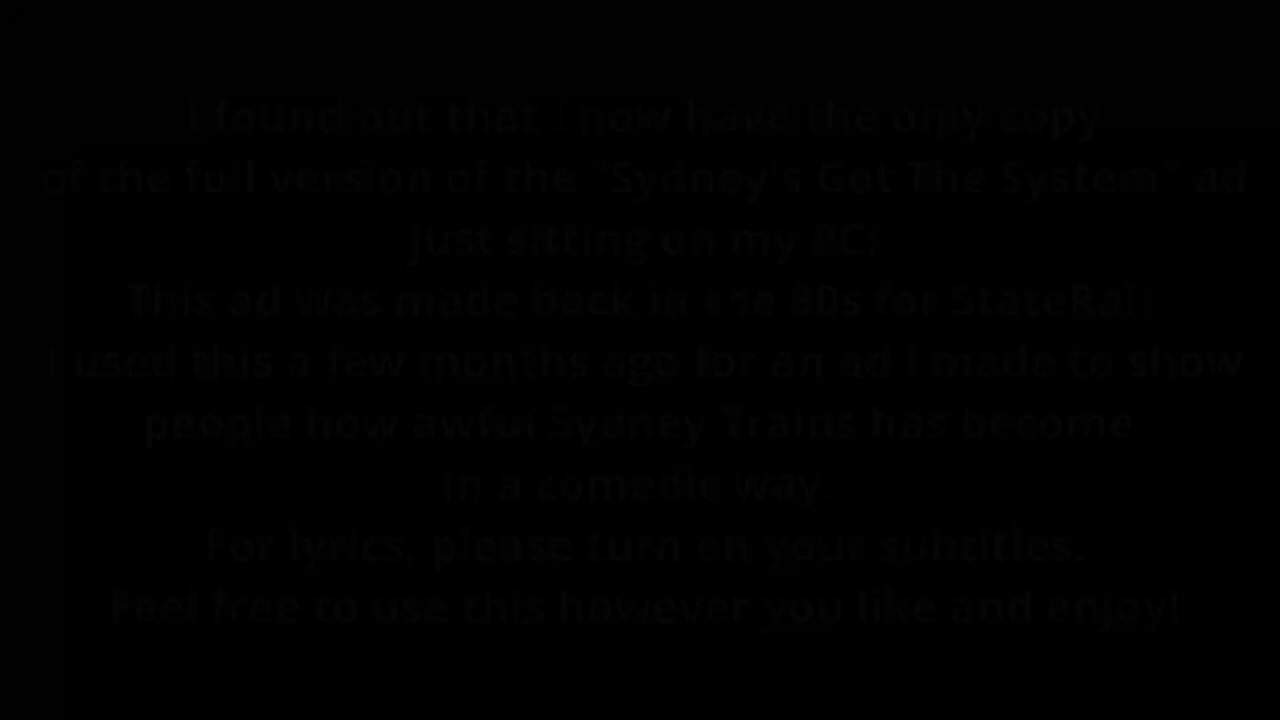 I found out that I now have the only copy
of the full version of the "Sydney's Got The System" ad
just sitting on my PC!
This ad was made back in the 80s for StateRail.
I used this a few months ago for an ad I made to show
people how awful Sydney Trains has become
in a comedic way.
For lyrics, please turn on your subtitles.
Feel free to use this however you like and enjoy!